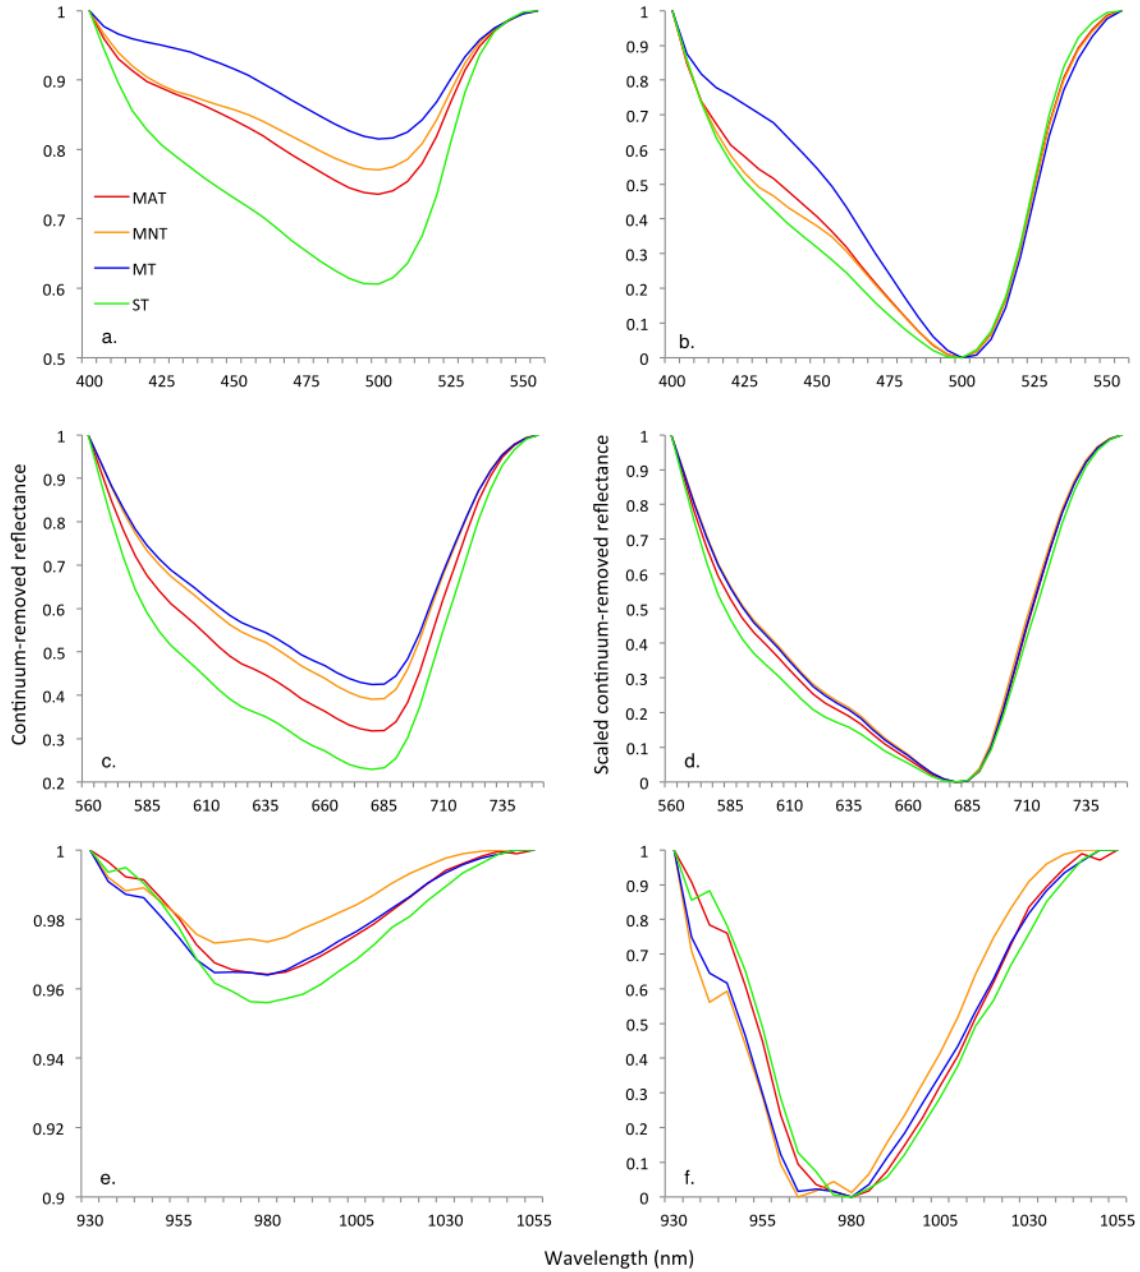 1
0.9
0.8
0.7
0.6
0.5
400 425 450 475 500 525 550
MAT
MNT
MT
ST
a.
1
0.9
0.8
0.7
0.6
0.5
0.4
0.3
0.2
0.1
0
400 425 450 475 500 525 550
b.
Continuum-removed reflectance
1
0.9
0.8
0.7
0.6
0.5
0.4
0.3
0.2
560 585 610 635 660 685 710 735
c.
Scaled continuum-removed reflectance
1
0.9
0.8
0.7
0.6
0.5
0.4
0.3
0.2
0.1
0
560 585 610 635 660 685 710 735
d.
1
0.98
0.96
0.94
0.92
0.9
930 955 980 1005 1030 1055
e.
1
0.9
0.8
0.7
0.6
0.5
0.4
0.3
0.2
0.1
0
930 955 980 1005 1030 1055
f.
Wavelength (nm)